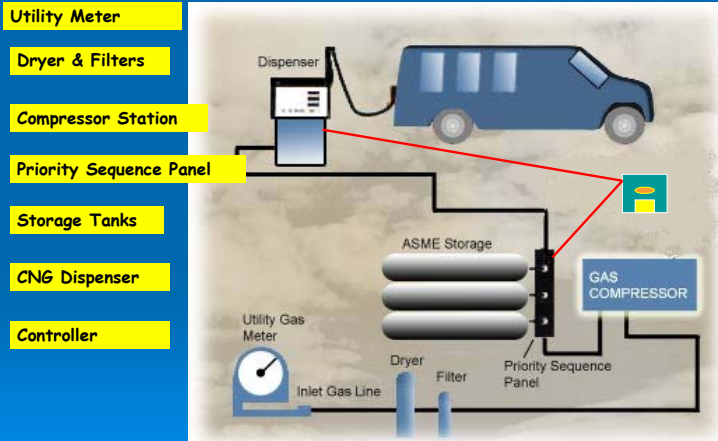 Utility Meter
Dryer & Filters
Compressor Station
Priority Sequence Panel
Storage Tanks
CNG Dispenser
Controller
Dispenser
ASME Storage
GAS
COMPRESSOR
Utility Gas
Meter
Dryer
Filter
Priority Sequence
Panel
Inlet Gas Line